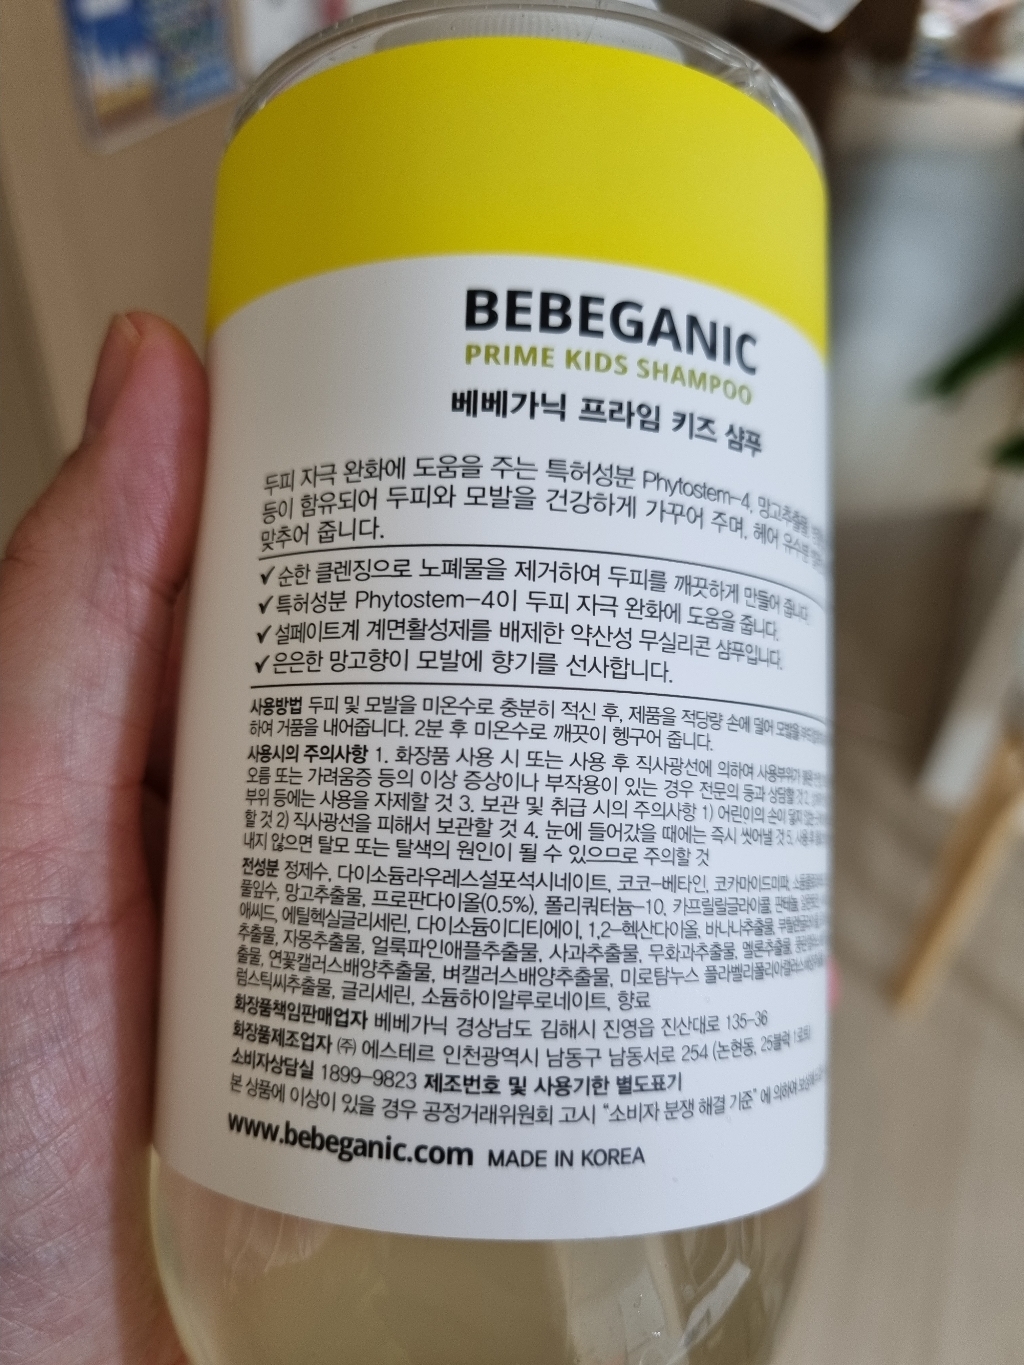 BEBEGANIC
PRIME KIDS SHAMPOO
베베가닉 프라임 키즈 샴푸
두피 자극 완화에 도움을 주는 특허성분 Phytostem-4, 망고추출물,
등이 함유되어 두피와 모발을 건강하게 가꾸어 주며, 헤어 유수분
맞추어 줍니다.
✓순한 클렌징으로 노폐물을 제거하여 두피를 깨끗하게 만들어 줍니다.
✓특허성분 Phytostem-4이 두피 자극 완화에 도움을 줍니다.
✓설페이트계 계면활성제를 배제한 약산성 무실리콘 샴푸입니다.
✓은은한 망고향이 모발에 향기를 선사합니다.
사용방법 두피 및 모발을 미온수로 충분히 적신 후, 제품을 적당량 손에 덜어 모발을
하여 거품을 내어줍니다. 2분 후 미온수로 깨끗이 헹구어 줍니다.
사용시의 주의사항 1. 화장품 사용 시 또는 사용 후 직사광선에 의하여 사용부위가
오름 또는 가려움증 등의 이상 증상이나 부작용이 있는 경우 전문의 등과 상담할 것 2.
부위 등에는 사용을 자제할 것 3. 보관 및 취급 시의 주의사항 1) 어린이의 손이 닿지
할 것 2) 직사광선을 피해서 보관할 것 4. 눈에 들어갔을 때에는 즉시 씻어낼 것 5. 사용 후
내지 않으면 탈모 또는 탈색의 원인이 될 수 있으므로 주의할 것
전성분 정제수, 다이소듐라우레스설포석시네이트, 코코-베타인, 코카마이드미파,
풀잎수, 망고추출물, 프로판다이올(0.5%), 폴리쿼터늄-10, 카프릴릴글라이콜, 판테놀,
애씨드, 에틸헥실글리세린, 다이소듐이디티에이, 1,2-헥산다이올, 바나나추출물,
추출물, 자몽추출물, 얼룩파인애플추출물, 사과추출물, 무화과추출물, 멜론추출물,
출물, 연꽃캘러스배양추출물, 벼캘러스배양추출물, 미로탐누스 플라벨리폴리아캘러스
럼스틱씨추출물, 글리세린, 소듐하이알루로네이트, 향료
화장품책임판매업자 베베가닉 경상남도 김해시 진영읍 진산대로 135-36
화장품제조업자 ㈜ 에스테르 인천광역시 남동구 남동서로 254 (논현동, 25블럭 1로트)
소비자상담실 1899-9823 제조번호 및 사용기한 별도표기
본 상품에 이상이 있을 경우 공정거래위원회 고시 "소비자 분쟁 해결 기준" 에 의하여
www.bebeganic.com MADE IN KOREA